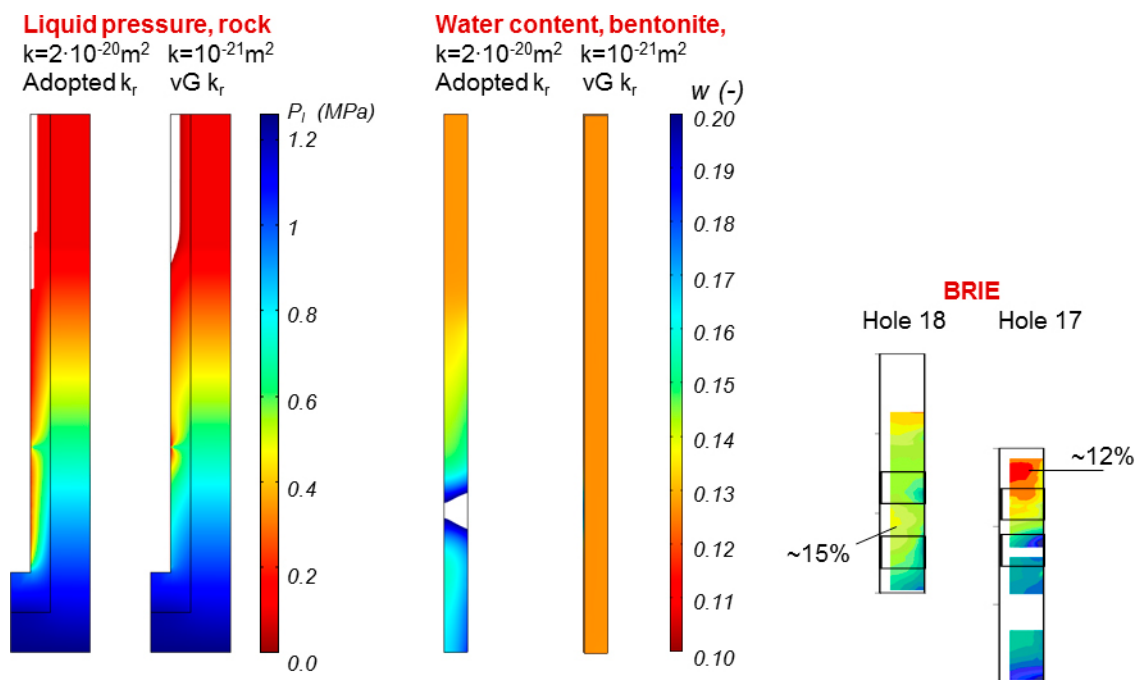 Liquid pressure, rock
k=2·10⁻²⁰m² k=10⁻²¹m²
Adopted kᵣ vG kᵣ
Pₗ (MPa)
1.2
1
0.8
0.6
0.4
0.2
0.0
Water content, bentonite,
k=2·10⁻²⁰m² k=10⁻²¹m²
Adopted kᵣ vG kᵣ
w (-)
0.20
0.19
0.18
0.17
0.16
0.15
0.14
0.13
0.12
0.11
0.10
BRIE
Hole 18 Hole 17
~12%
~15%